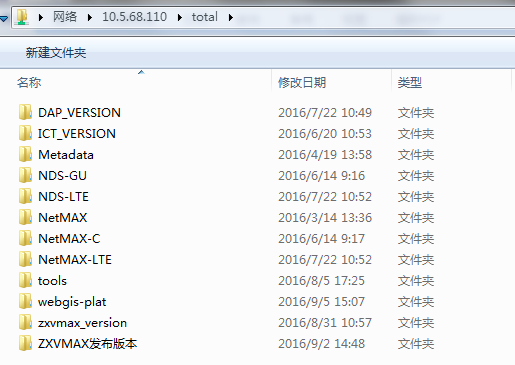 网络 10.5.68.110 total
新建文件夹
名称 修改日期 类型
DAP_VERSION 2016/7/22 10:49 文件夹
ICT_VERSION 2016/6/20 10:53 文件夹
Metadata 2016/4/19 13:58 文件夹
NDS-GU 2016/6/14 9:16 文件夹
NDS-LTE 2016/7/22 10:52 文件夹
NetMAX 2016/3/14 13:36 文件夹
NetMAX-C 2016/6/14 9:17 文件夹
NetMAX-LTE 2016/7/22 10:52 文件夹
tools 2016/8/5 17:25 文件夹
webgis-plat 2016/9/5 15:07 文件夹
zxvmax_version 2016/8/31 10:57 文件夹
ZXVMAX发布版本 2016/9/2 14:48 文件夹